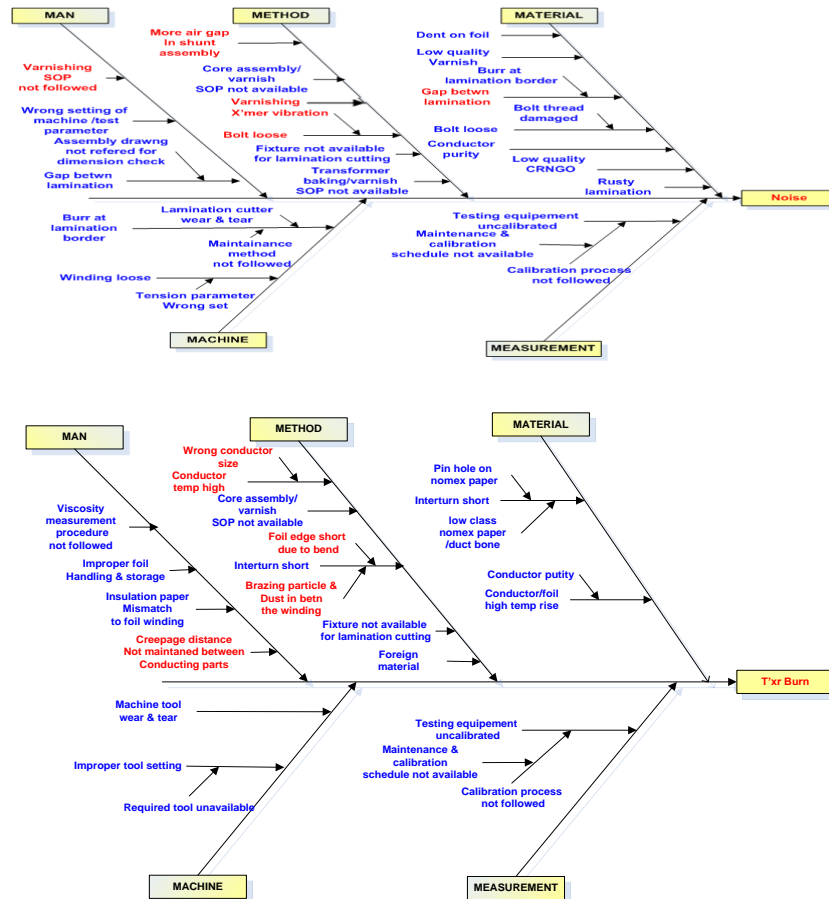 MAN
METHOD
MATERIAL
Varnishing
SOP
not followed
Wrong setting of
machine /test
parameter
Assembly drawng
not refered for
dimension check
Gap betwn
lamination
More air gap
In shunt
assembly
Core assembly/
varnish
SOP not available
Varnishing
X'mer vibration
Bolt loose
Fixture not available
for lamination cutting
Transformer
baking/varnish
SOP not available
Dent on foil
Low quality
Varnish
Burr at
lamination border
Gap betwn
lamination
Bolt thread
damaged
Bolt loose
Conductor
purity
Low quality
CRNGO
Rusty
lamination
Noise
Burr at
lamination
border
Lamination cutter
wear & tear
Maintainance
method
not followed
Winding loose
Tension parameter
Wrong set
Testing equipement
uncalibrated
Maintenance &
calibration
schedule not available
Calibration process
not followed
MACHINE
MEASUREMENT
MAN
METHOD
MATERIAL
Viscosity
measurement
procedure
not followed
Improper foil
Handling & storage
Insulation paper
Mismatch
to foil winding
Creepage distance
Not maintaned between
Conducting parts
Wrong conductor
size
Conductor
temp high
Core assembly/
varnish
SOP not available
Foil edge short
due to bend
Interturn short
Brazing particle &
Dust in betn
the winding
Fixture not available
for lamination cutting
Foreign
material
Pin hole on
nomex paper
Interturn short
low class
nomex paper
/duct bone
Conductor putity
Conductor/foil
high temp rise
T'xr Burn
Machine tool
wear & tear
Improper tool setting
Required tool unavailable
Testing equipement
uncalibrated
Maintenance &
calibration
schedule not available
Calibration process
not followed
MACHINE
MEASUREMENT